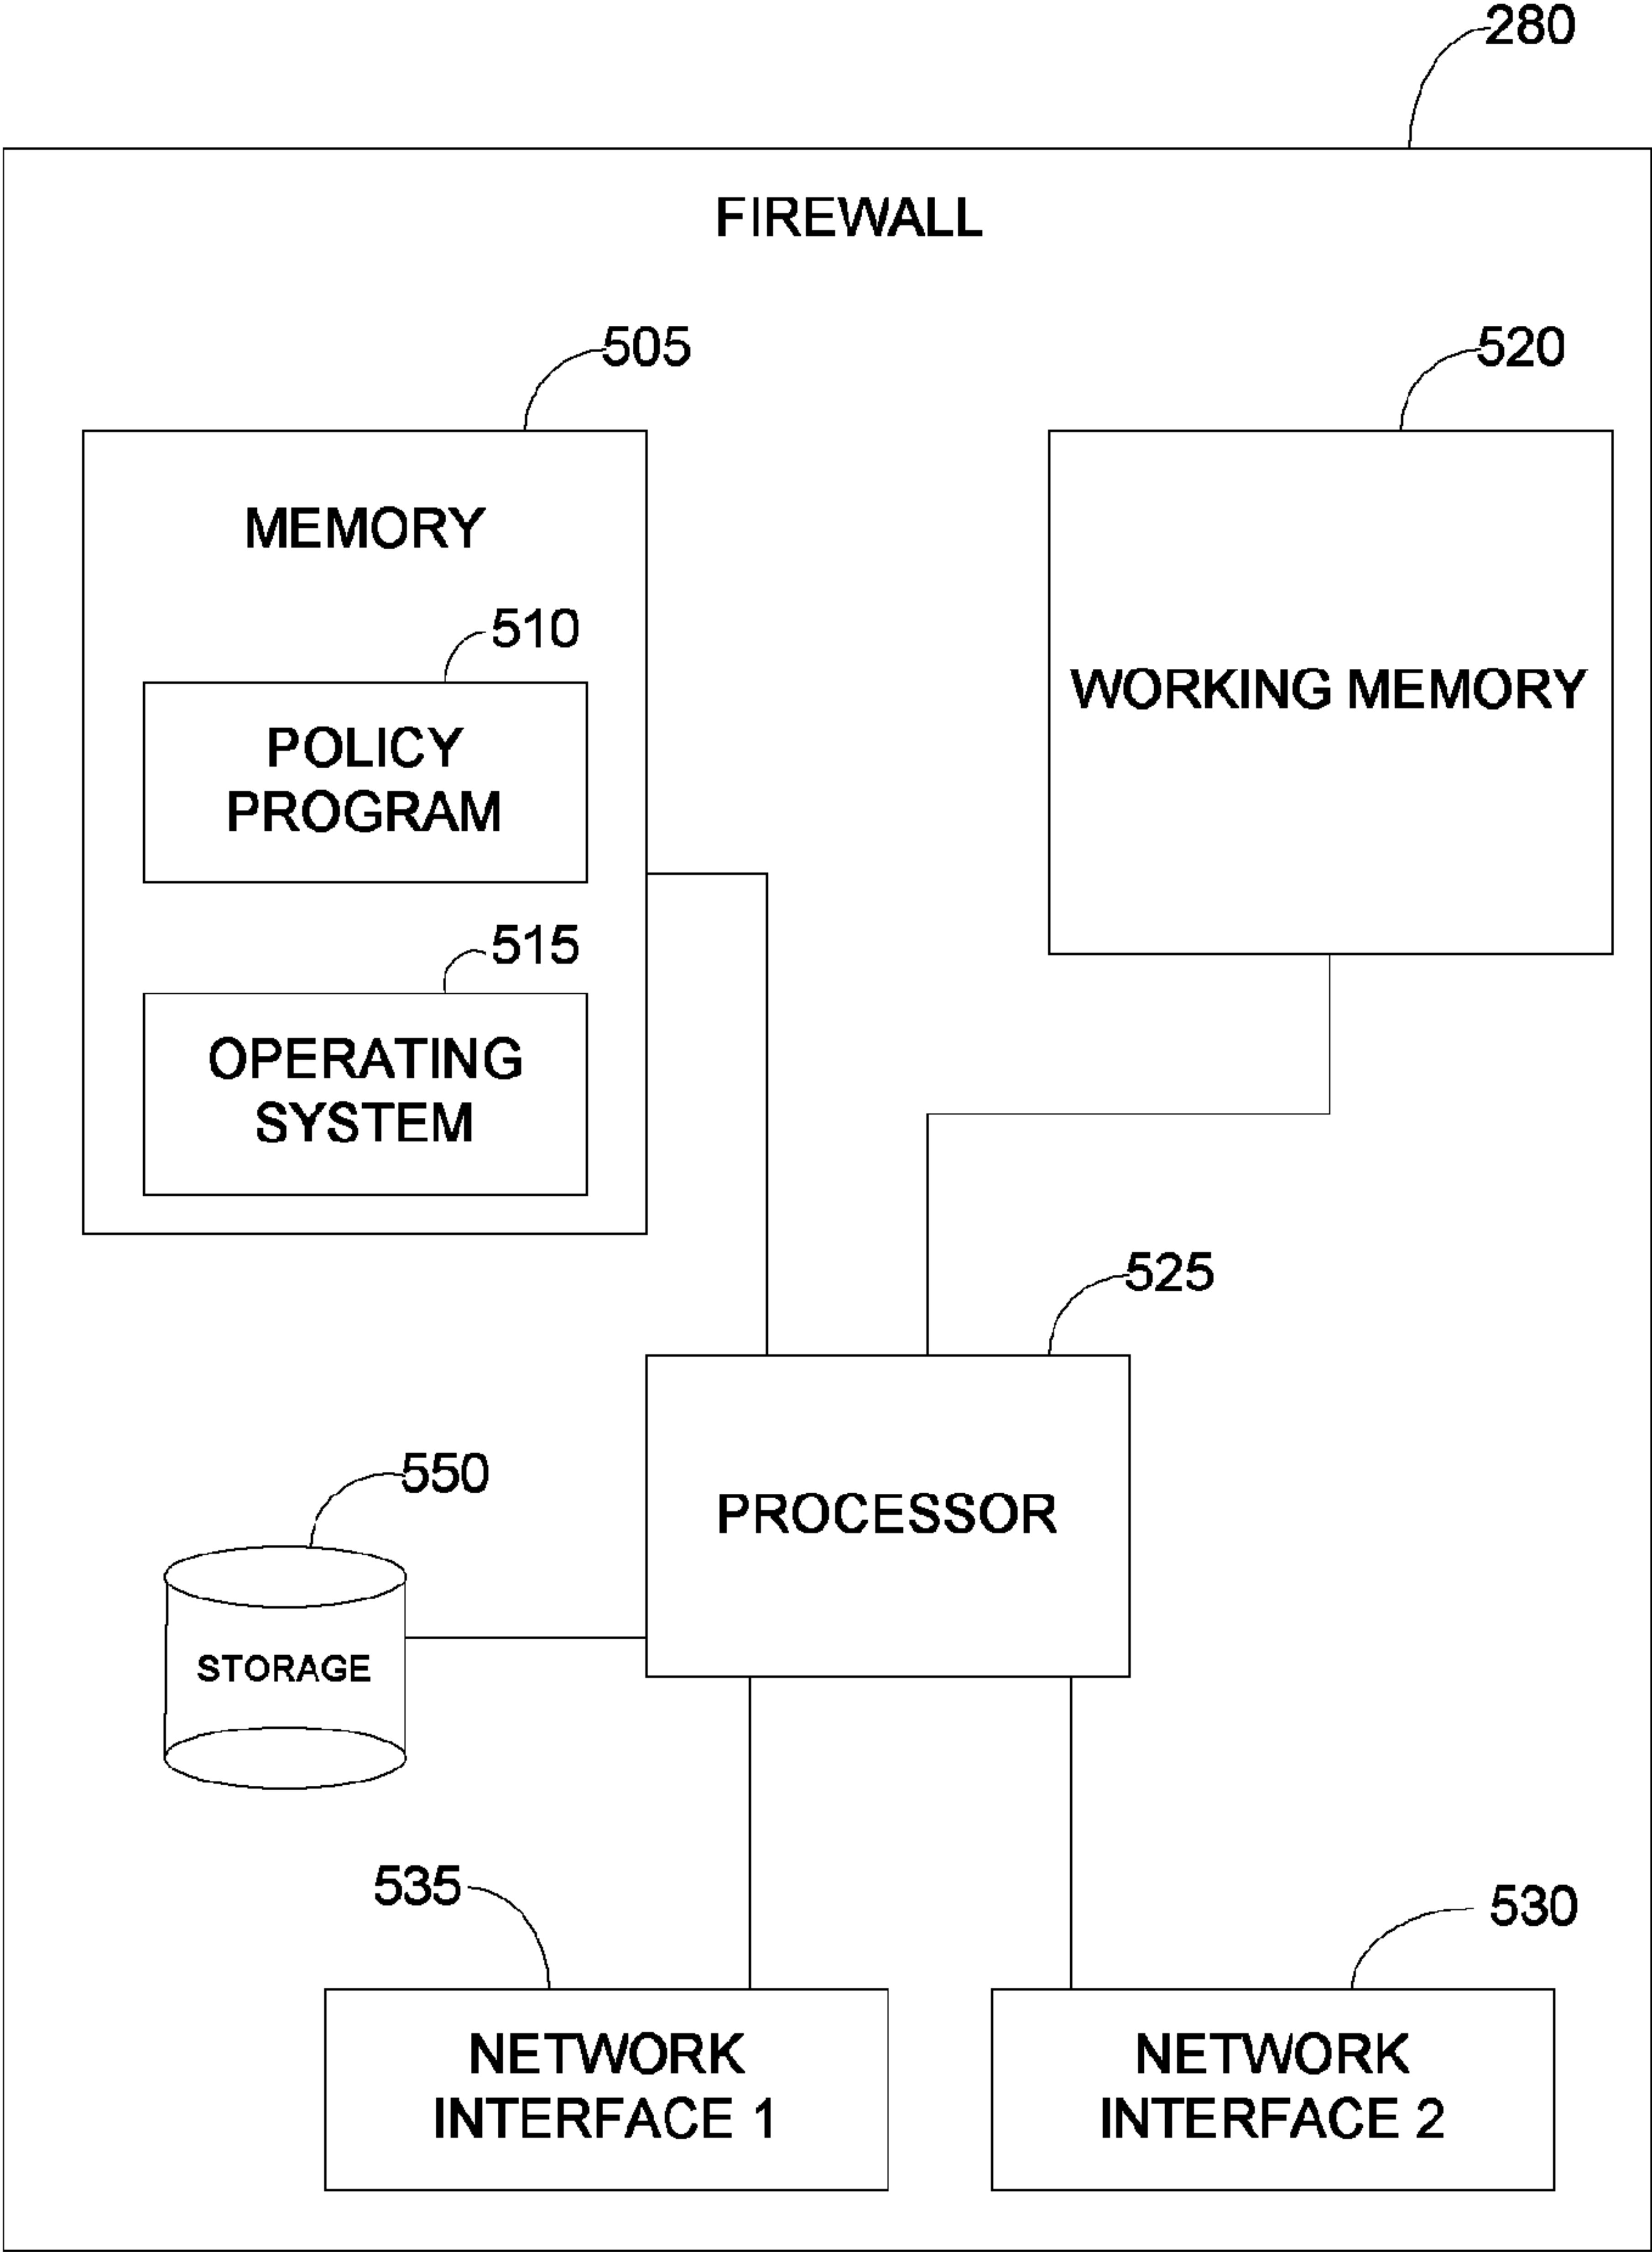 280
FIREWALL
505
520
MEMORY
510
POLICY
PROGRAM
WORKING MEMORY
515
OPERATING
SYSTEM
525
550
PROCESSOR
STORAGE
535
530
NETWORK
INTERFACE 1
NETWORK
INTERFACE 2